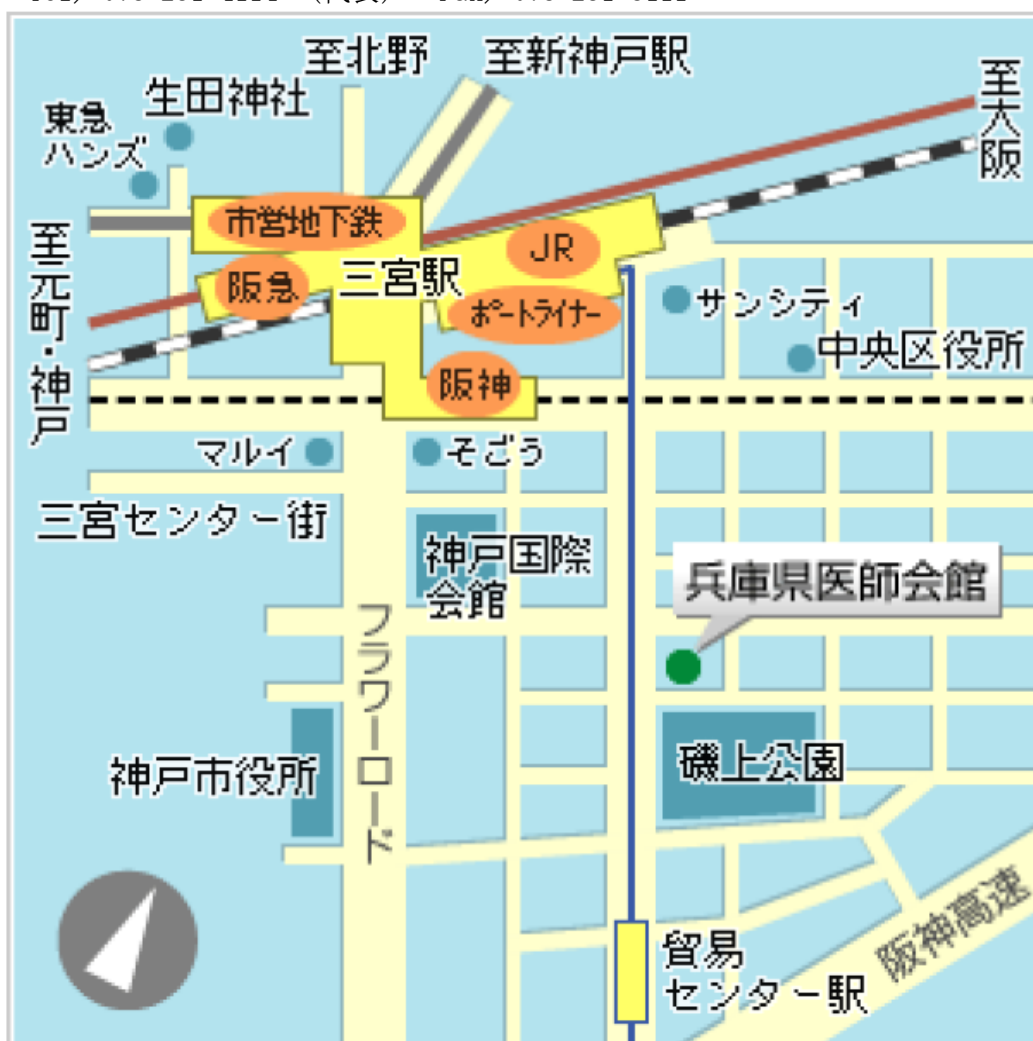 至北野
至新神戸駅
至大阪
生田神社
東急
ハンズ
市営地下鉄
JR
阪急
三宮駅
ポートライナー
サンシティ
至元町・神戸
中央区役所
阪神
マルイ
そごう
三宮センター街
神戸国際
会館
兵庫県医師会館
フラワーロード
神戸市役所
磯上公園
阪神高速
貿易
センター駅